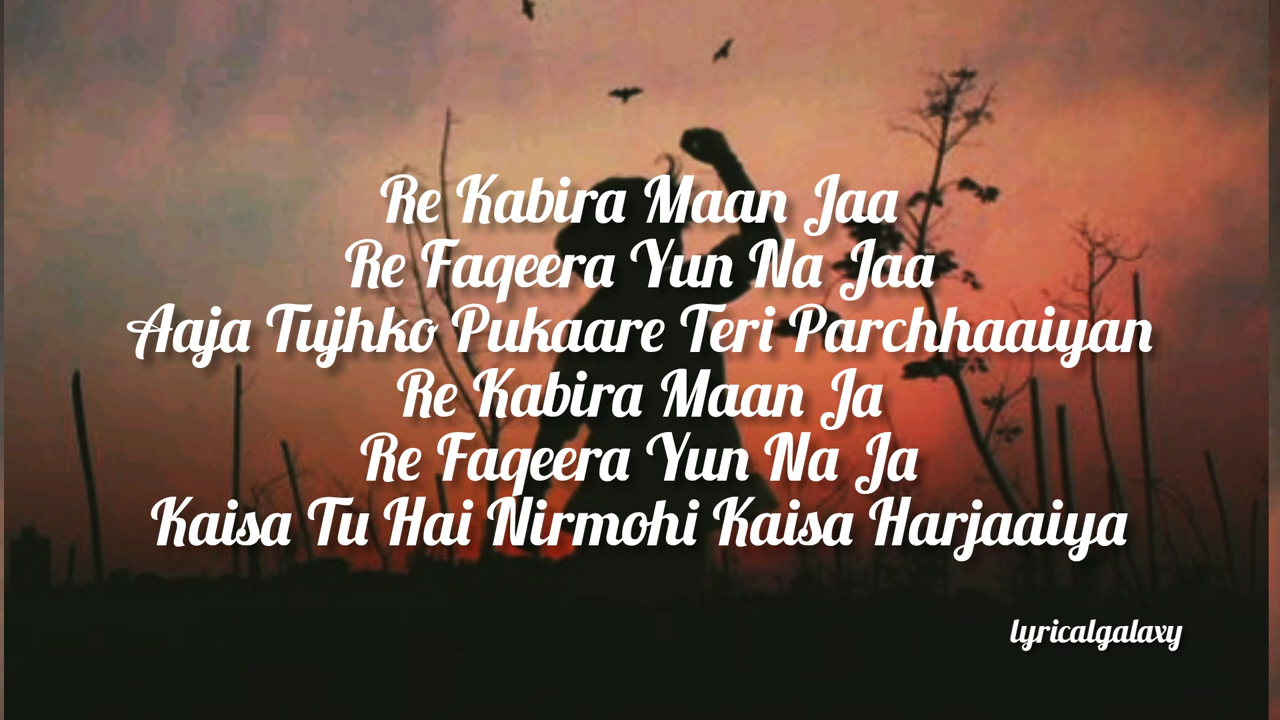 Re Kabira Maan Jaa
Re Faqeera Yun Na Jaa
Aaja Tujhko Pukaare Teri Parchhaaiyan
Re Kabira Maan Ja
Re Faqeera Yun Na Ja
Kaisa Tu Hai Nirmohi Kaisa Harjaaiya
lyricalgalaxy